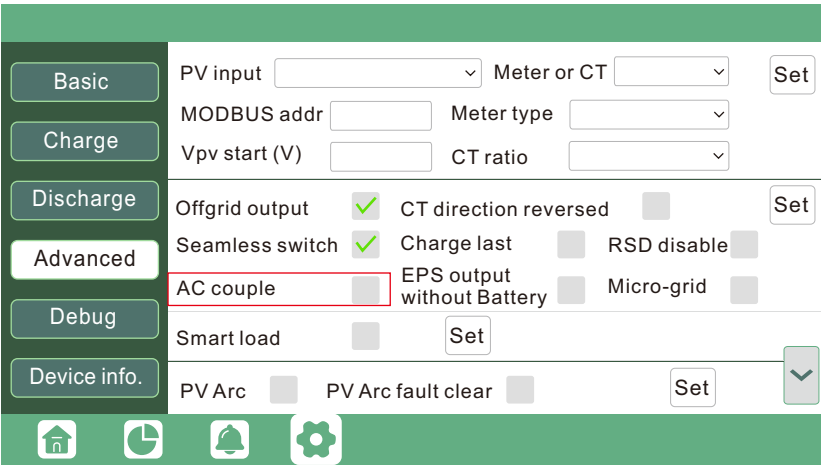 Basic
Charge
Discharge
Advanced
Debug
Device info.
PV input
Meter or CT
Set
MODBUS addr
Meter type
Vpv start (V)
CT ratio
Offgrid output
CT direction reversed
Set
Seamless switch
Charge last
RSD disable
AC couple
EPS output
without Battery
Micro-grid
Smart load
Set
PV Arc
PV Arc fault clear
Set